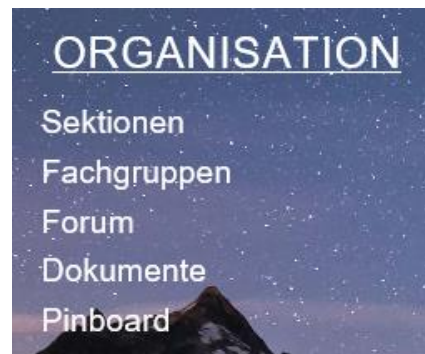 ORGANISATION
Sektionen
Fachgruppen
Forum
Dokumente
Pinboard